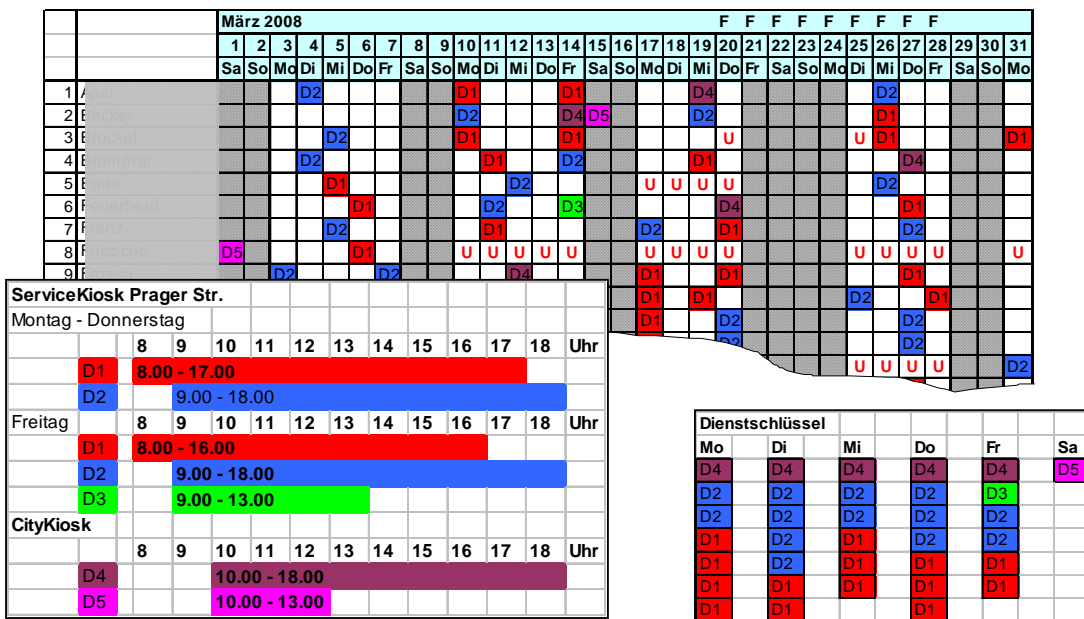 März 2008 F F F F F F F F F
1 2 3 4 5 6 7 8 9 10 11 12 13 14 15 16 17 18 19 20 21 22 23 24 25 26 27 28 29 30 31
Sa So Mo Di Mi Do Fr Sa So Mo Di Mi Do Fr Sa So Mo Di Mi Do Fr Sa So Mo Di Mi Do Fr Sa So Mo
1 D2 D1 D1 D4 D2
2 Becker D2 D4 D5 D2 D1
3 D2 D1 D1 U U D1 D1
4 Brummer D2 D1 D2 D1 D4
5 Ende D1 D2 U U U U D2
6 Feuerherd D1 D2 D3 D4 D1
7 Franz D2 D1 D2 D1 D2
8 Fritzsche D5 D1 U U U U U U U U U U U U U U
9 D2 D2 D4 D1 D1 D1
D1 D1 D2 D1
D1 D2 D2
D2 D2
U U U U D2
ServiceKiosk Prager Str.
Montag - Donnerstag
8 9 10 11 12 13 14 15 16 17 18 Uhr
D1 8.00 - 17.00
D2 9.00 - 18.00
Freitag 8 9 10 11 12 13 14 15 16 17 18 Uhr
D1 8.00 - 16.00
D2 9.00 - 18.00
D3 9.00 - 13.00
CityKiosk
8 9 10 11 12 13 14 15 16 17 18 Uhr
D4 10.00 - 18.00
D5 10.00 - 13.00
Dienstschlüssel
Mo Di Mi Do Fr Sa
D4 D4 D4 D4 D4 D5
D2 D2 D2 D2 D3
D2 D2 D2 D2 D2
D1 D2 D1 D2 D2
D1 D2 D1 D1 D1
D1 D1 D1 D1 D1
D1 D1 D1